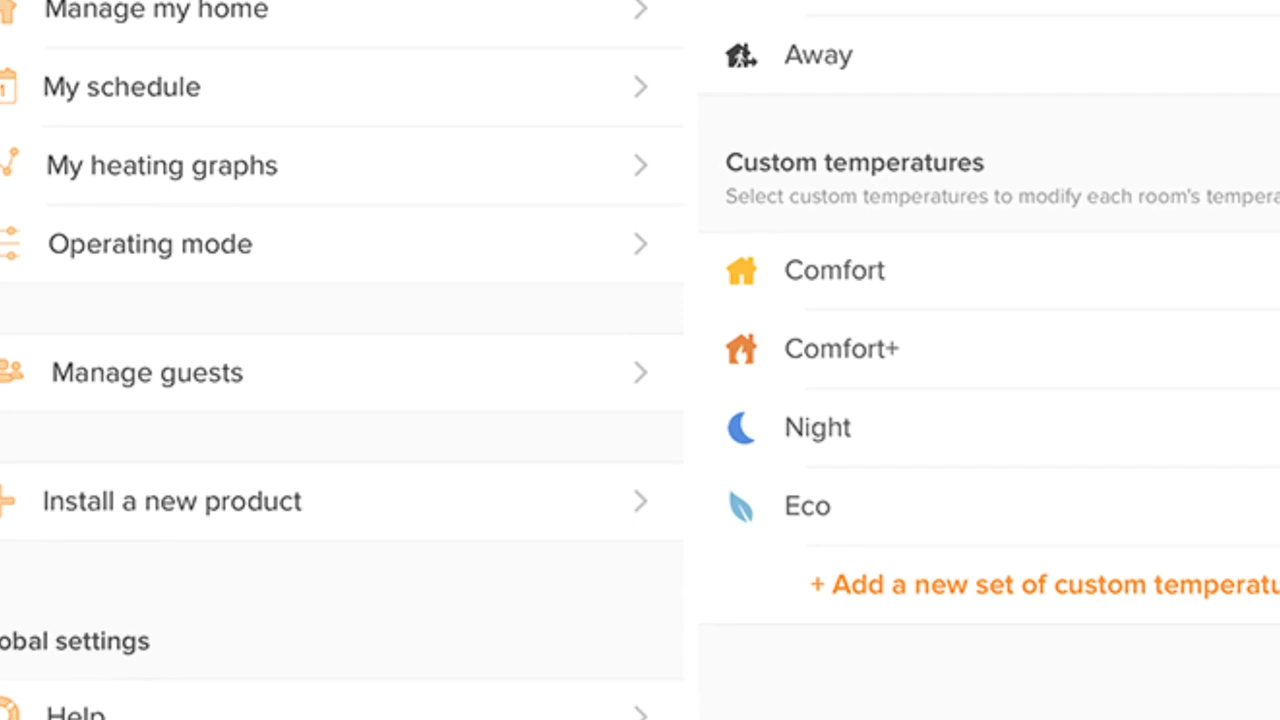 Manage my home
My schedule
My heating graphs
Operating mode
Manage guests
Install a new product
obal settings
Help
Away
Custom temperatures
Select custom temperatures to modify each room's tempera
Comfort
Comfort+
Night
Eco
+ Add a new set of custom temperatu